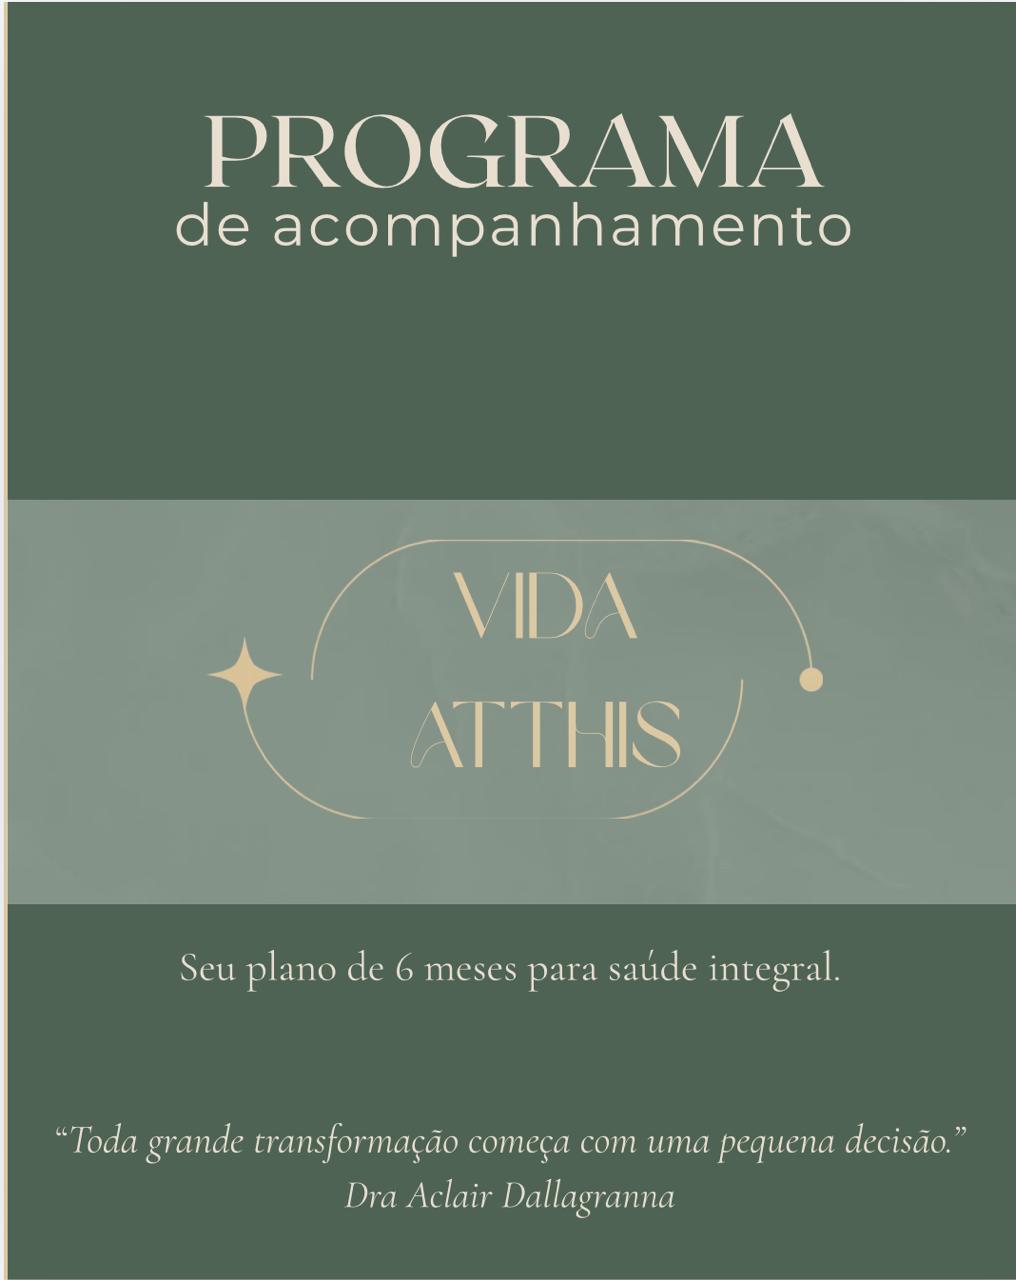 PROGRAMA
de acompanhamento
VIDA
ATTHIS
Seu plano de 6 meses para saúde integral.
“Toda grande transformação começa com uma pequena decisão.”
Dra Aclair Dallagranna